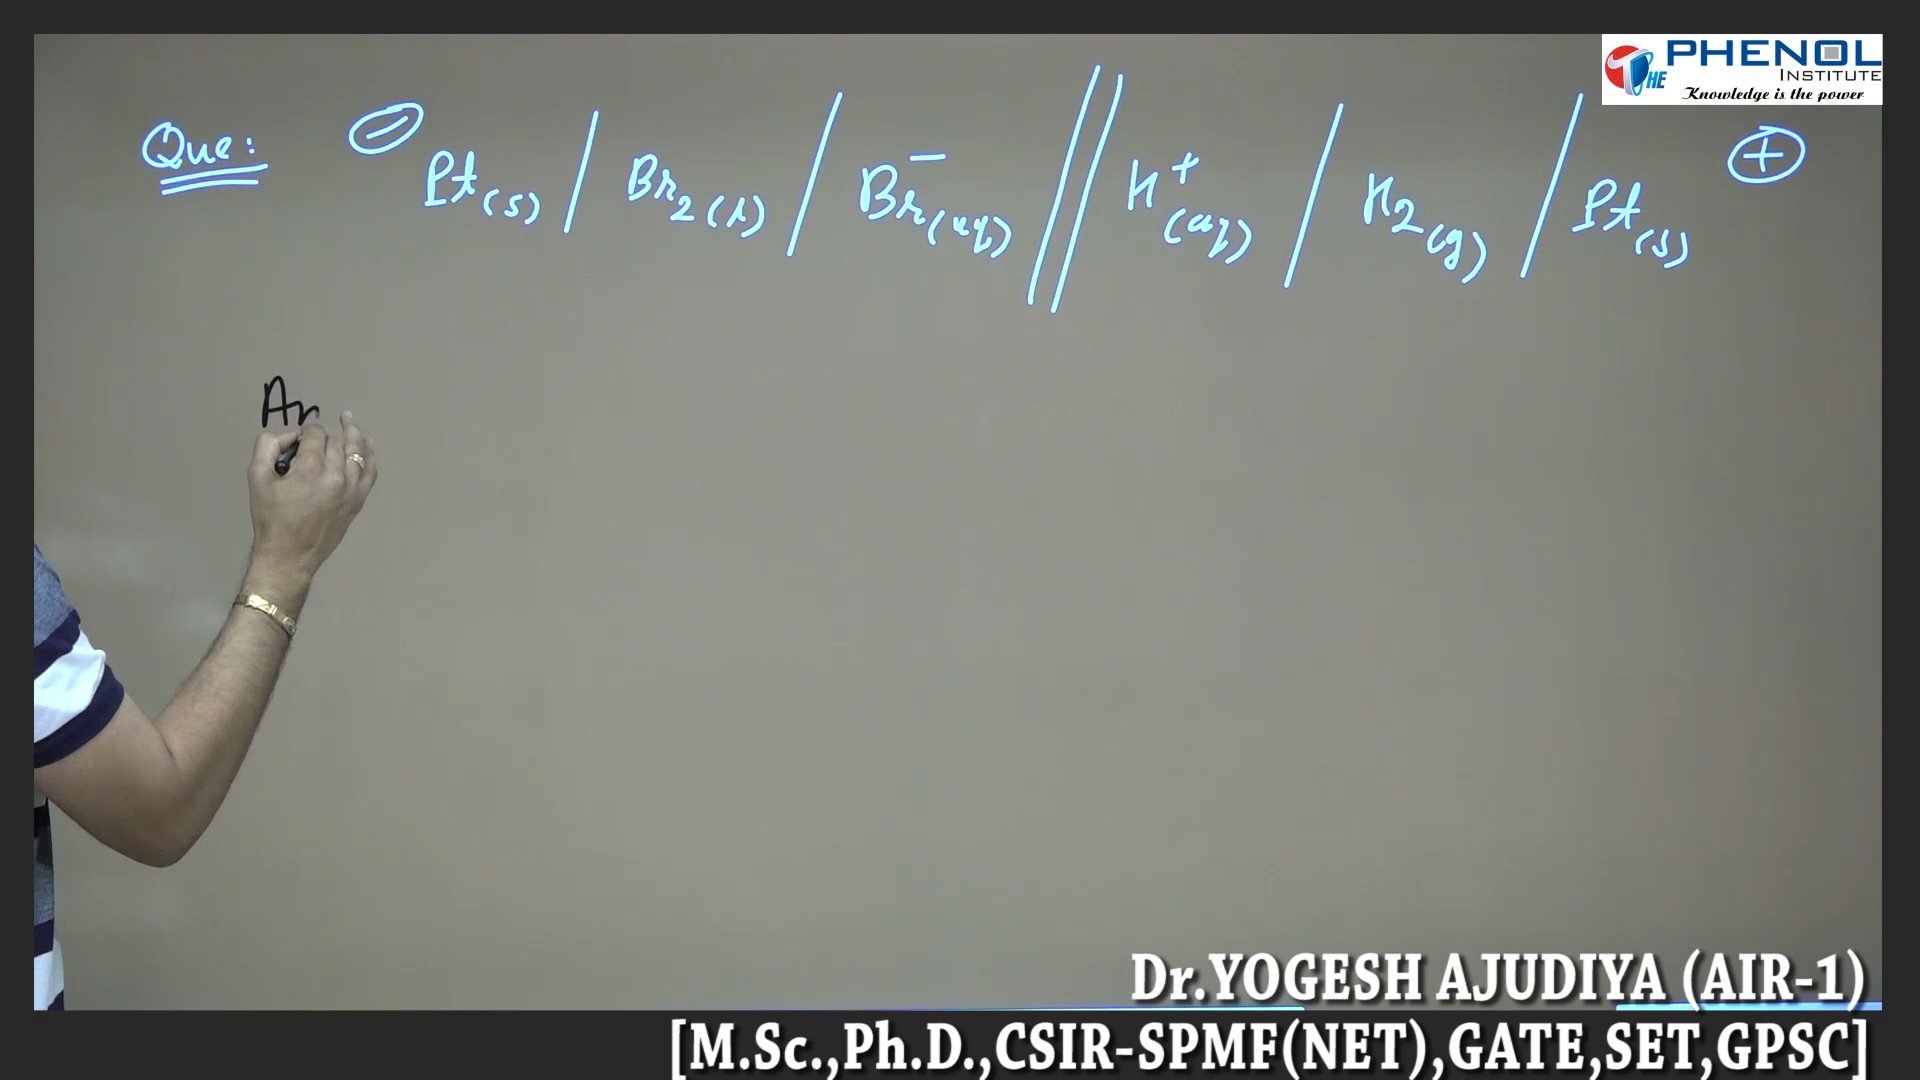 THE PHENOL
INSTITUTE
Knowledge is the power
Que: ⊖ Pt(s) / Br2(l) / Br⁻(aq) // H⁺(aq) / H2(g) / Pt(s) ⊕
An
Dr.YOGESH AJUDIYA (AIR-1)
[M.Sc.,Ph.D.,CSIR-SPMF(NET),GATE,SET,GPSC]